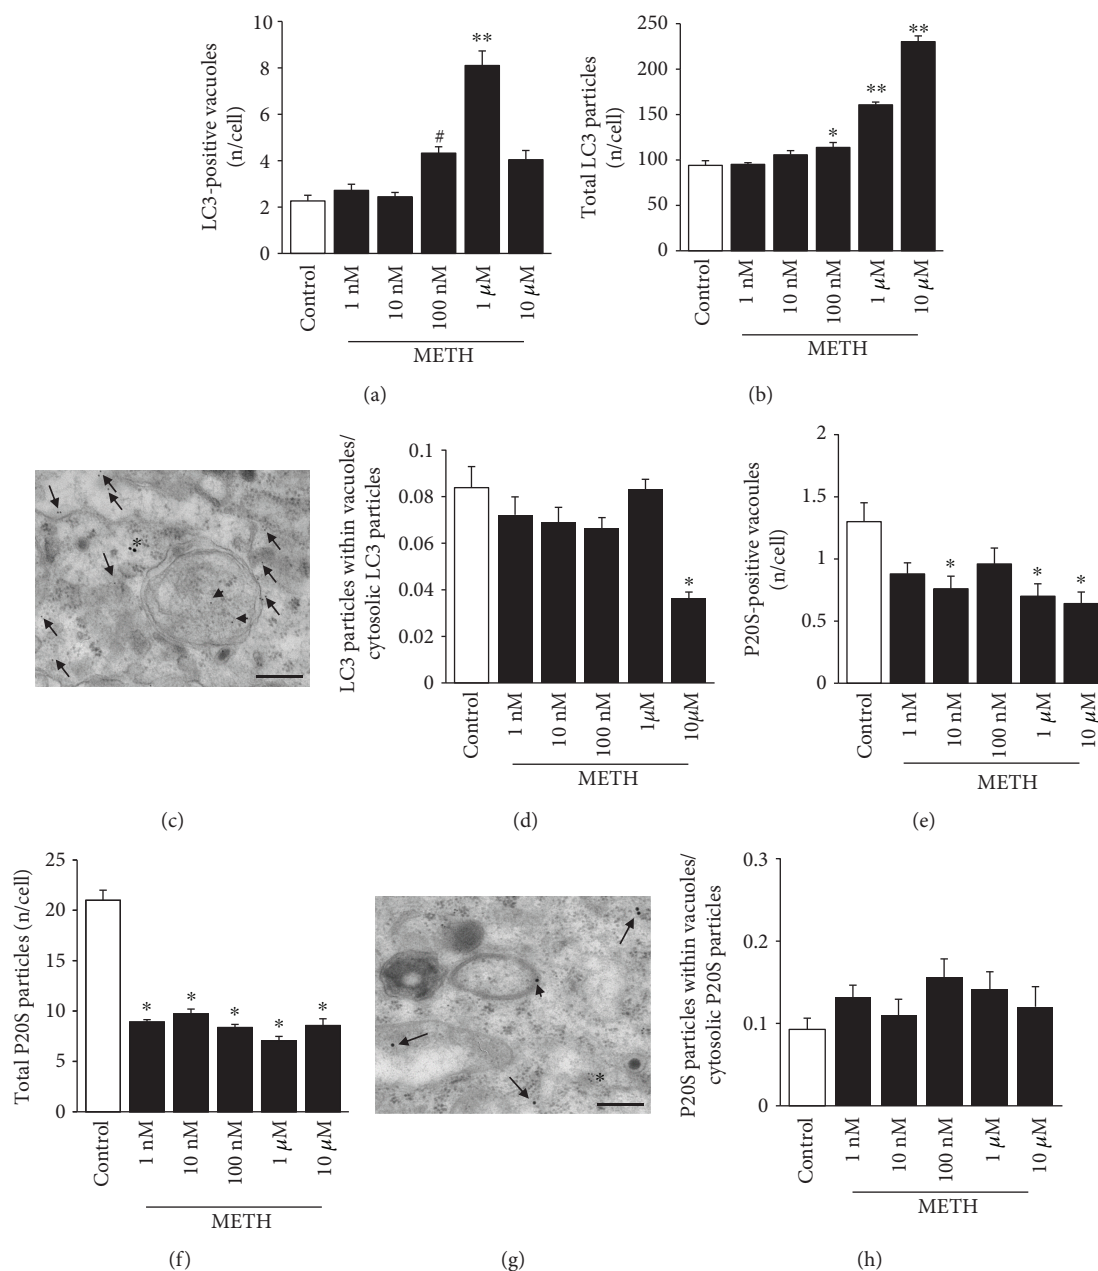 LC3-positive vacuoles
(n/cell)
10
8
6
4
2
0
#
**
Control
1 nM
10 nM
100 nM
1 μM
10 μM
METH
(a)
Total LC3 particles
(n/cell)
250
200
150
100
50
0
*
**
**
Control
1 nM
10 nM
100 nM
1 μM
10 μM
METH
(b)
*
(c)
LC3 particles within vacuoles/
cytosolic LC3 particles
0.1
0.080
0.06
0.04
0.02
0
*
Control
1 nM
10 nM
100 nM
1μM
10μM
METH
(d)
P20S-positive vacoules
(n/cell)
2
1.5
1
0.5
0
*
*
*
Control
1 nM
10 nM
100 nM
1 μM
10 μM
METH
(e)
Total P20S particles (n/cell)
25
20
15
10
5
0
*
*
*
*
*
Control
1 nM
10 nM
100 nM
1 μM
10 μM
METH
(f)
*
(g)
P20S particles within vacuoles/
cytosolic P20S particles
0.3
0.2
0.1
0
Control
1 nM
10 nM
100 nM
1 μM
10 μM
METH
(h)